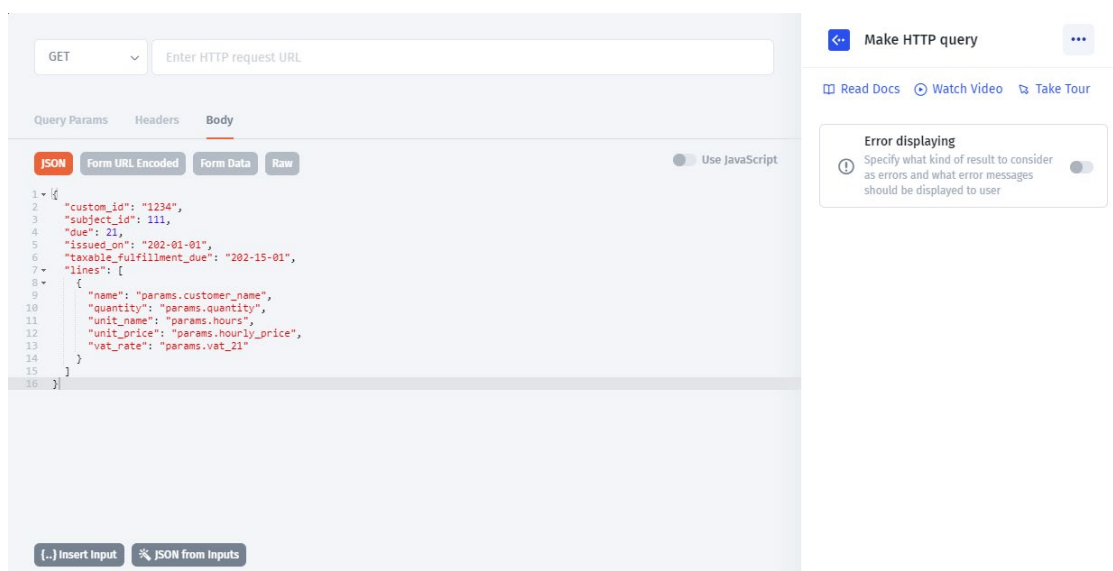 GET
Enter HTTP request URL
Query Params Headers Body
JSON Form URL Encoded Form Data Raw
Use JavaScript
1 {
2 "custom_id": "1234",
3 "subject_id": 111,
4 "due": 21,
5 "issued_on": "202-01-01",
6 "taxable_fulfillment_due": "202-15-01",
7 "lines": [
8 {
9 "name": "params.customer_name",
10 "quantity": "params.quantity",
11 "unit_name": "params.hours",
12 "unit_price": "params.hourly_price",
13 "vat_rate": "params.vat_21"
14 }
15 ]
16 }
{..} Insert Input
JSON from Inputs
Make HTTP query
Read Docs Watch Video Take Tour
Error displaying
Specify what kind of result to consider
as errors and what error messages
should be displayed to user